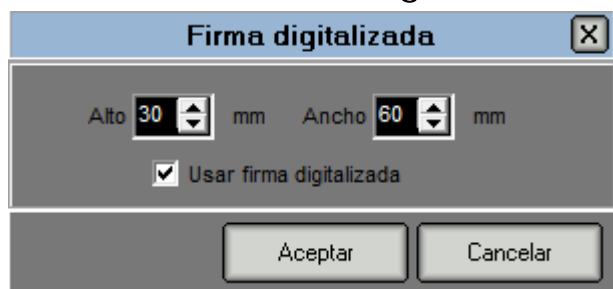 Firma digitalizada X
Alto 30 mm Ancho 60 mm
Usar firma digitalizada
Aceptar Cancelar